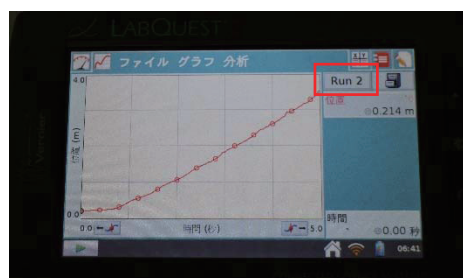 LABQUEST
ファイル グラフ 分析
Run 2
4.0
位置
0.214 m
位置 (m)
0.0
0.0
時間 (秒)
5.0
時間
-
0.00 秒
06:41